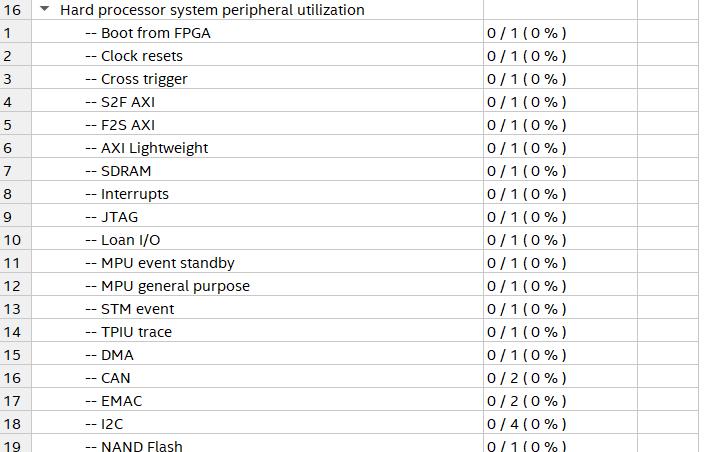 16 Hard processor system peripheral utilization
1 -- Boot from FPGA 0 / 1 ( 0 % )
2 -- Clock resets 0 / 1 ( 0 % )
3 -- Cross trigger 0 / 1 ( 0 % )
4 -- S2F AXI 0 / 1 ( 0 % )
5 -- F2S AXI 0 / 1 ( 0 % )
6 -- AXI Lightweight 0 / 1 ( 0 % )
7 -- SDRAM 0 / 1 ( 0 % )
8 -- Interrupts 0 / 1 ( 0 % )
9 -- JTAG 0 / 1 ( 0 % )
10 -- Loan I/O 0 / 1 ( 0 % )
11 -- MPU event standby 0 / 1 ( 0 % )
12 -- MPU general purpose 0 / 1 ( 0 % )
13 -- STM event 0 / 1 ( 0 % )
14 -- TPIU trace 0 / 1 ( 0 % )
15 -- DMA 0 / 1 ( 0 % )
16 -- CAN 0 / 2 ( 0 % )
17 -- EMAC 0 / 2 ( 0 % )
18 -- I2C 0 / 4 ( 0 % )
19 -- NAND Flash 0 / 1 ( 0 % )